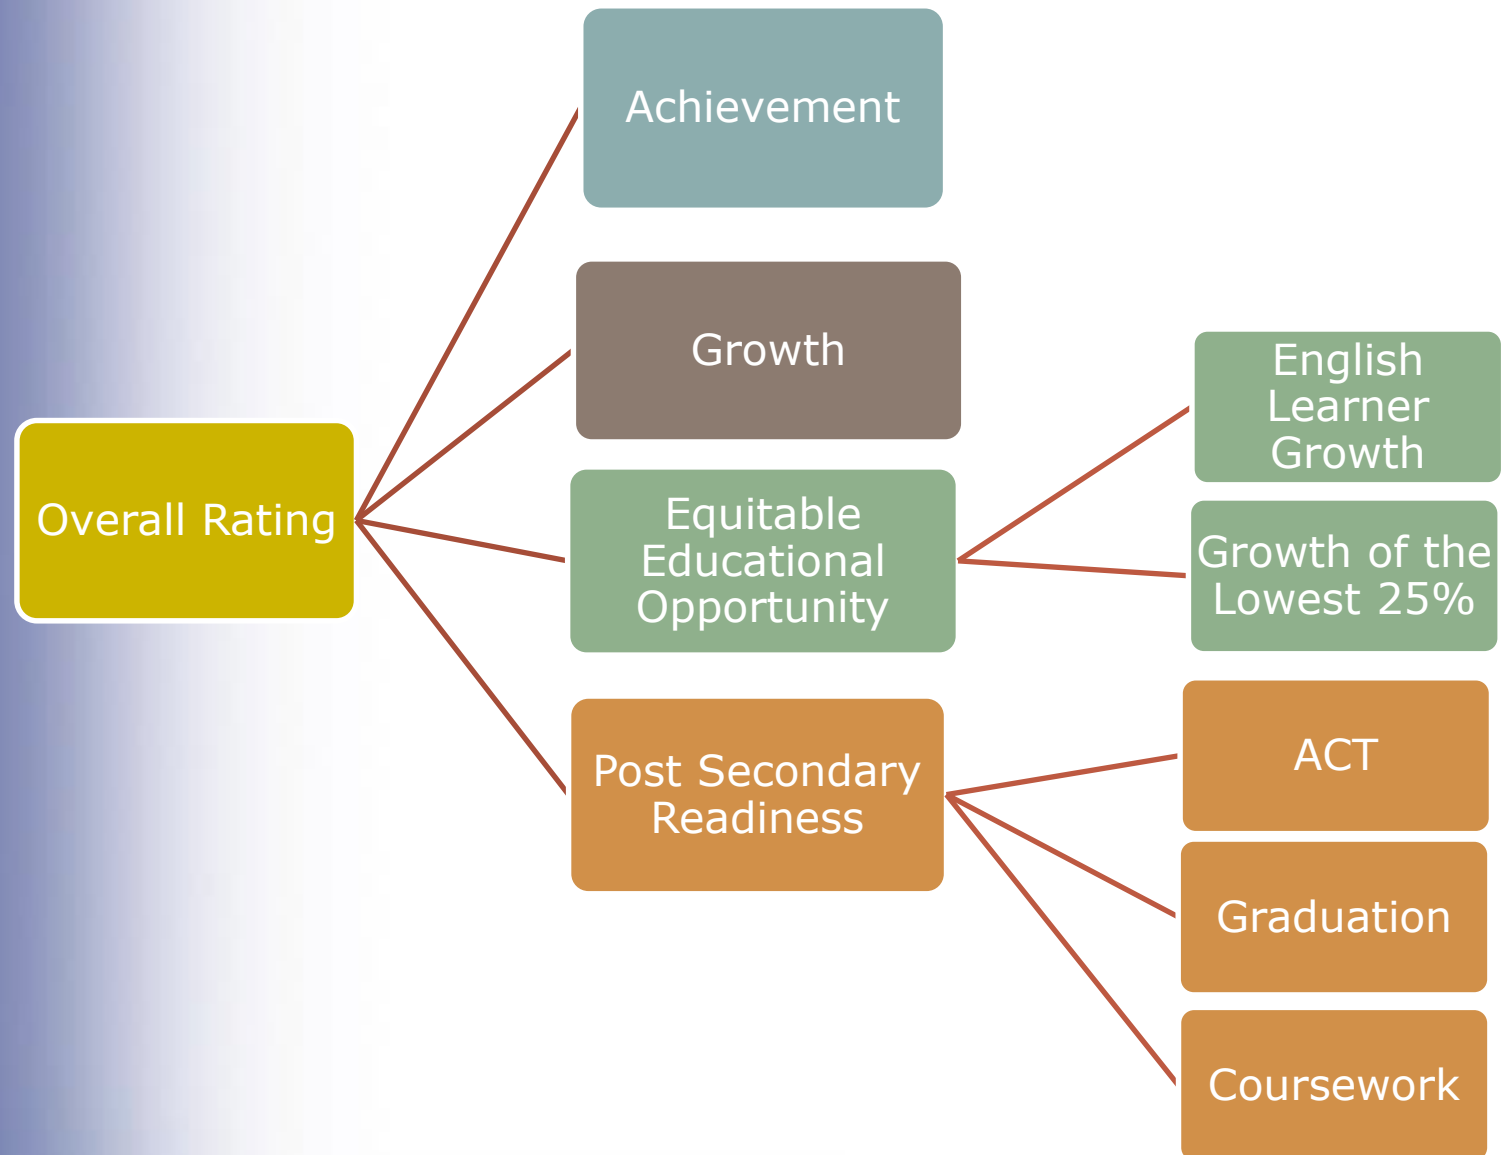 Achievement
Growth
Overall Rating
Equitable
Educational
Opportunity
Post Secondary
Readiness
English
Learner
Growth
Growth of the
Lowest 25%
ACT
Graduation
Coursework